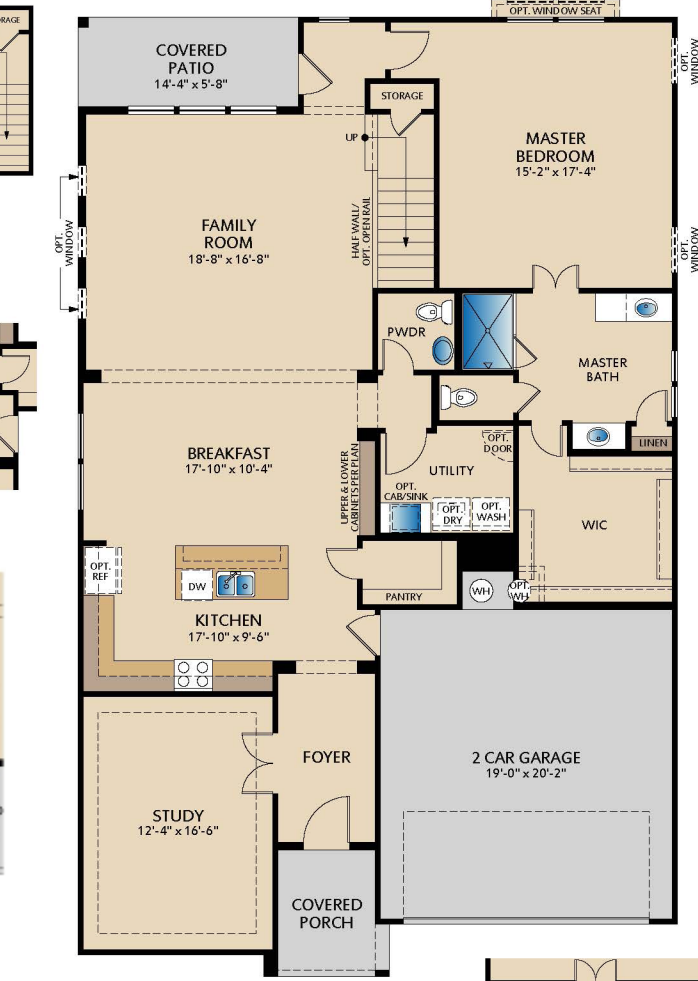 RAGE
OPT. WINDOW SEAT
COVERED
PATIO
14'-4" x 5'-8"
OPT.
WINDOW
STORAGE
UP
MASTER
BEDROOM
15'-2" x 17'-4"
OPT.
WINDOW
FAMILY
ROOM
18'-8" x 16'-8"
HALF WALL/
OPT. OPEN RAIL
OPT.
WINDOW
PWDR
MASTER
BATH
BREAKFAST
17'-10" x 10'-4"
UPPER & LOWER
CABINETS PER PLAN
OPT.
DOOR
LINEN
UTILITY
OPT.
CAB/SINK
OPT.
DRY
OPT.
WASH
WIC
OPT.
REF
DW
PANTRY
WH
OPT.
WH
KITCHEN
17'-10" x 9'-6"
FOYER
2 CAR GARAGE
19'-0" x 20'-2"
STUDY
12'-4" x 16'-6"
COVERED
PORCH